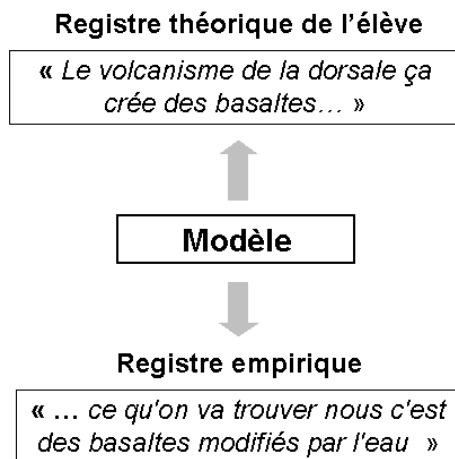 Registre théorique de l’élève
« Le volcanisme de la dorsale ça
crée des basaltes… »
Modèle
Registre empirique
« … ce qu'on va trouver nous c'est
des basaltes modifiés par l'eau »